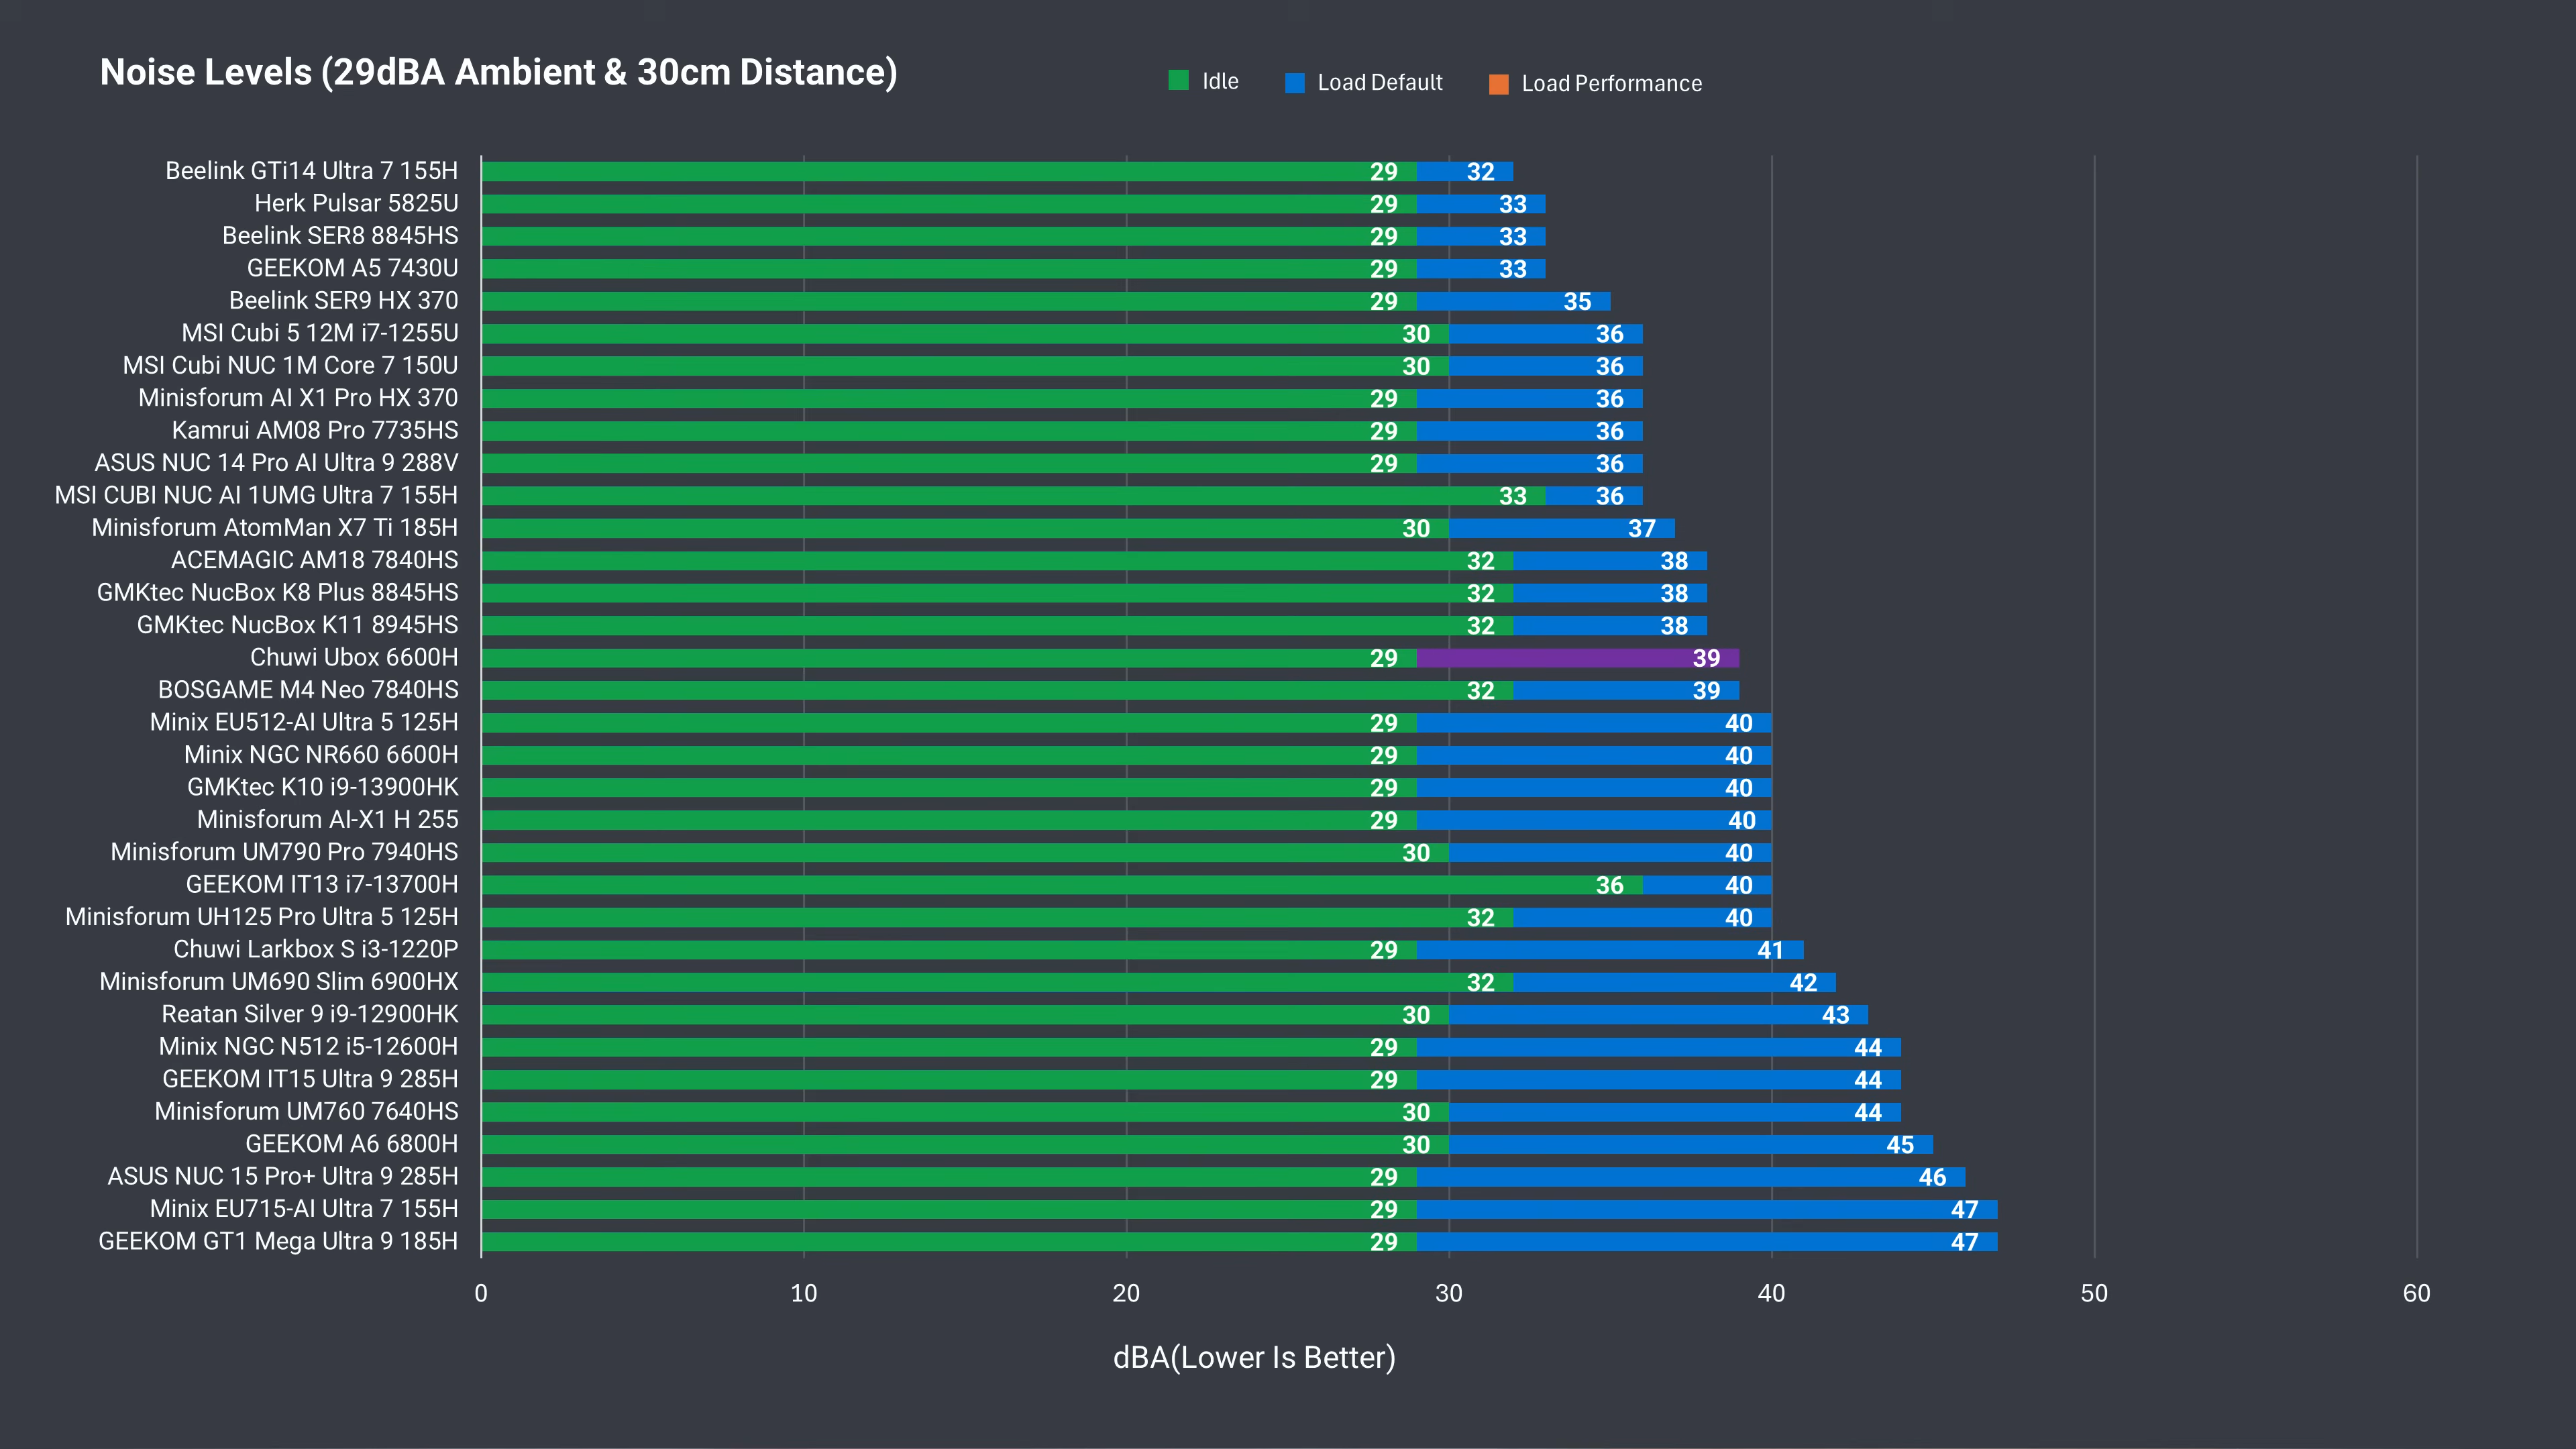 Noise Levels (29dBA Ambient & 30cm Distance)
Idle Load Default Load Performance
Beelink GTi14 Ultra 7 155H 29 32
Herk Pulsar 5825U 29 33
Beelink SER8 8845HS 29 33
GEEKOM A5 7430U 29 33
Beelink SER9 HX 370 29 35
MSI Cubi 5 12M i7-1255U 30 36
MSI Cubi NUC 1M Core 7 150U 30 36
Minisforum AI X1 Pro HX 370 29 36
Kamrui AM08 Pro 7735HS 29 36
ASUS NUC 14 Pro AI Ultra 9 288V 29 36
MSI CUBI NUC AI 1UMG Ultra 7 155H 33 36
Minisforum AtomMan X7 Ti 185H 30 37
ACEMAGIC AM18 7840HS 32 38
GMKtec NucBox K8 Plus 8845HS 32 38
GMKtec NucBox K11 8945HS 32 38
Chuwi Ubox 6600H 29 39
BOSGAME M4 Neo 7840HS 32 39
Minix EU512-AI Ultra 5 125H 29 40
Minix NGC NR660 6600H 29 40
GMKtec K10 i9-13900HK 29 40
Minisforum AI-X1 H 255 29 40
Minisforum UM790 Pro 7940HS 30 40
GEEKOM IT13 i7-13700H 36 40
Minisforum UH125 Pro Ultra 5 125H 32 40
Chuwi Larkbox S i3-1220P 29 41
Minisforum UM690 Slim 6900HX 32 42
Reatan Silver 9 i9-12900HK 30 43
Minix NGC N512 i5-12600H 29 44
GEEKOM IT15 Ultra 9 285H 29 44
Minisforum UM760 7640HS 30 44
GEEKOM A6 6800H 30 45
ASUS NUC 15 Pro+ Ultra 9 285H 29 46
Minix EU715-AI Ultra 7 155H 29 47
GEEKOM GT1 Mega Ultra 9 185H 29 47
0 10 20 30 40 50 60
dBA(Lower Is Better)